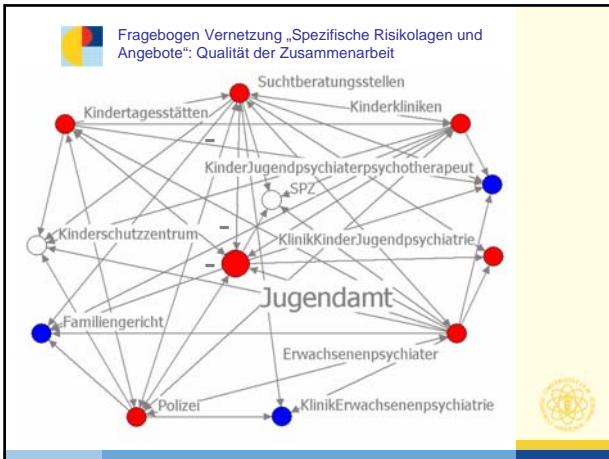 Fragebogen Vernetzung „Spezifische Risikolagen und
Angebote“: Qualität der Zusammenarbeit
Suchtberatungsstellen
Kindertagesstätten
Kinderkliniken
-
KinderJugendpsychiaterpsychotherapeut
SPZ
Kinderschutzzentrum
-
KlinikKinderJugendpsychiatrie
-
Jugendamt
Familiengericht
Erwachsenenpsychiater
Polizei
KlinikErwachsenenpsychiatrie